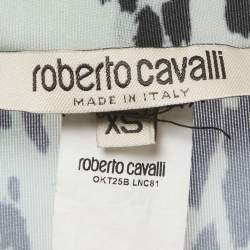 roberto cavalli
MADE IN ITALY
XS
roberto cavalli
OKT25B LNC81